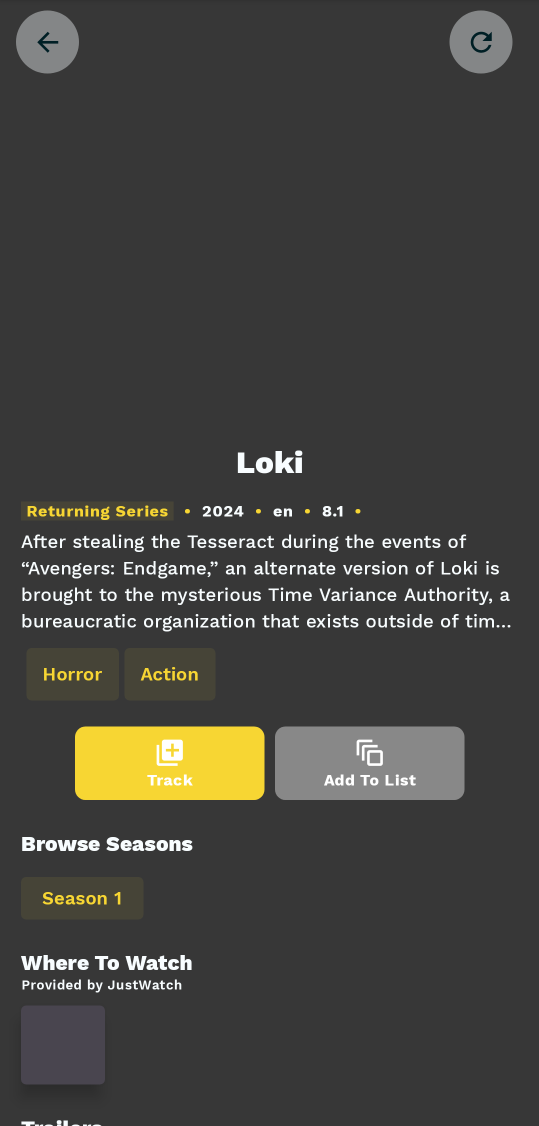 Loki
Returning Series • 2024 • en • 8.1 •
After stealing the Tesseract during the events of
“Avengers: Endgame,” an alternate version of Loki is
brought to the mysterious Time Variance Authority, a
bureaucratic organization that exists outside of tim...
Horror Action
Track Add To List
Browse Seasons
Season 1
Where To Watch
Provided by JustWatch
Trailers